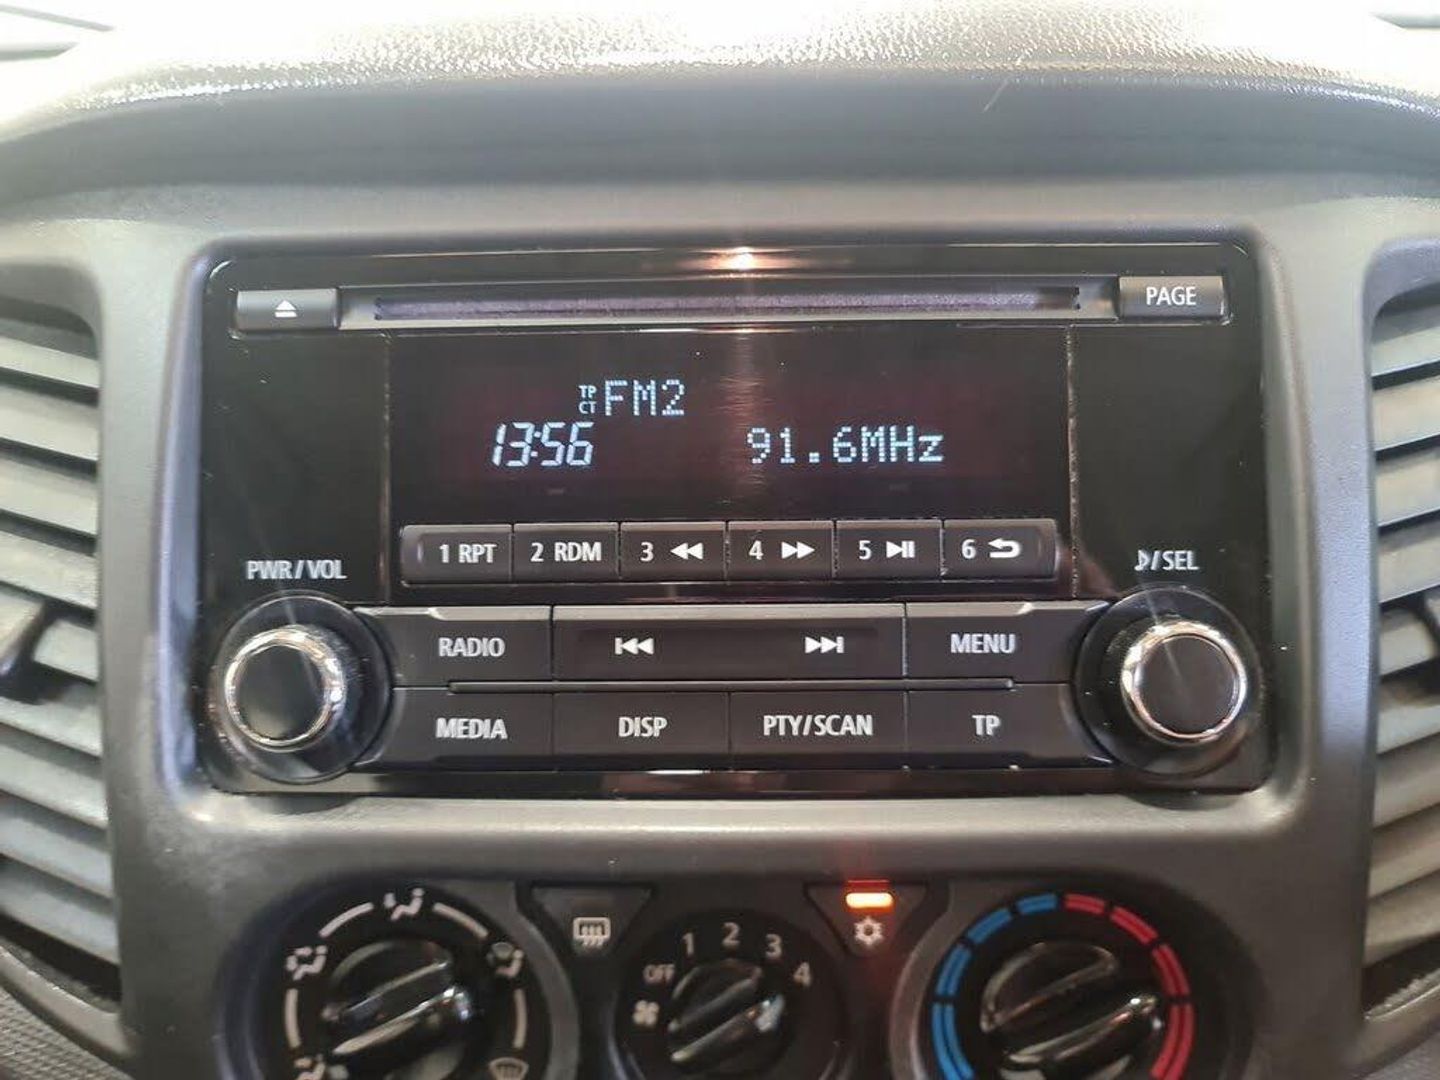 PAGE
TP
CT
FM2
13:56
91.6MHz
1 RPT
2 RDM
3
4
5
6
PWR/VOL
/SEL
RADIO
MENU
MEDIA
DISP
PTY/SCAN
TP
OFF
1
2
3
4